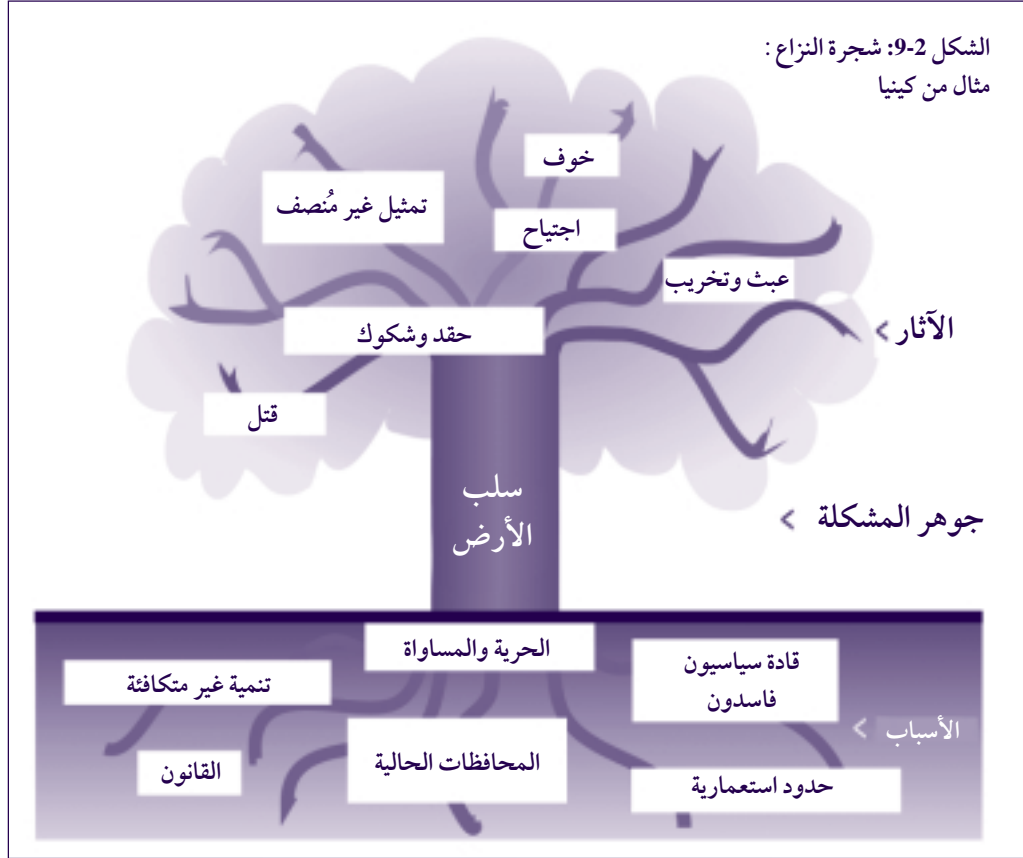 الشكل 2-9: شجرة النزاع :
مثال من كينيا
خوف
تمثيل غير مُنصف
اجتياح
عبث وتخريب
حقد وشكوك
الآثار >
قتل
سلب
الأرض
جوهر المشكلة >
الحرية والمساواة
قادة سياسيون
فاسدون
تنمية غير متكافئة
الأسباب >
المحافظات الحالية
القانون
حدود استعمارية